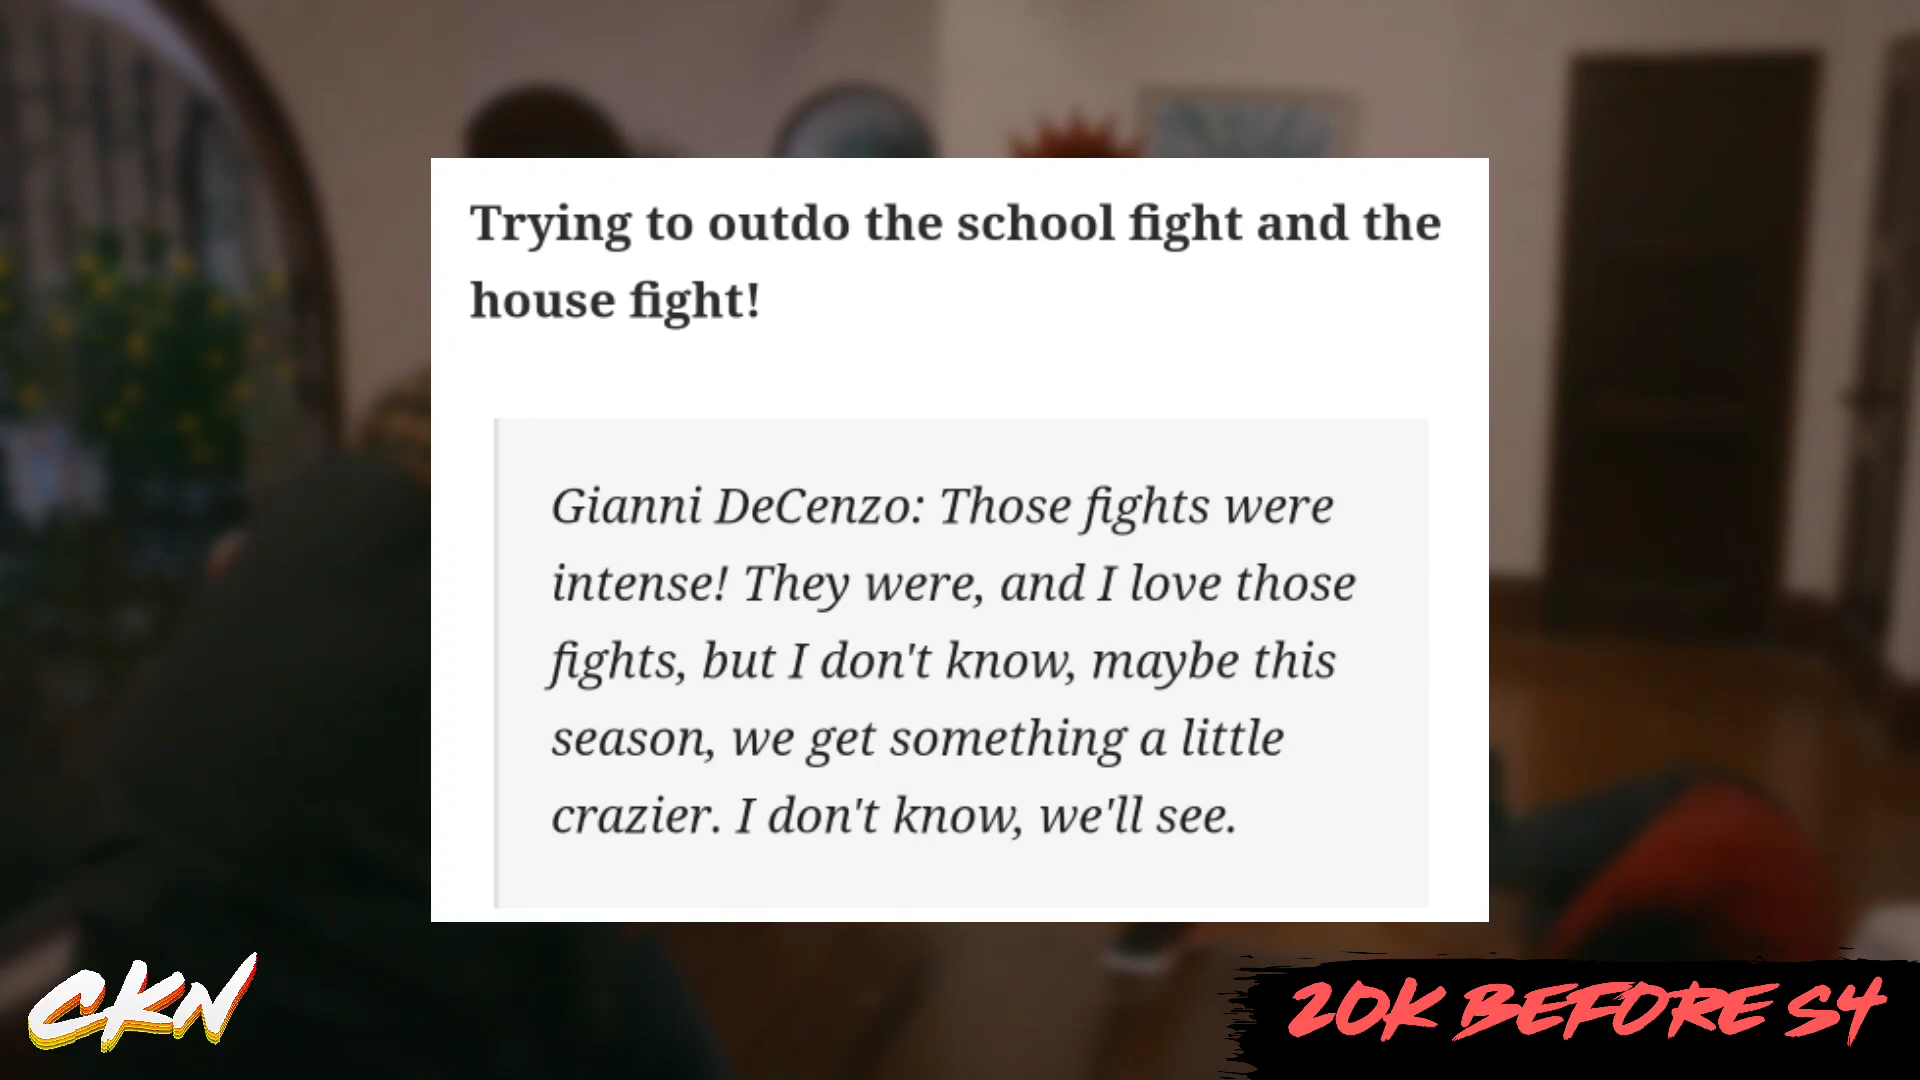 Trying to outdo the school fight and the
house fight!
Gianni DeCenzo: Those fights were
intense! They were, and I love those
fights, but I don't know, maybe this
season, we get something a little
crazier. I don't know, we'll see.
CKN
20K BEFORE S4